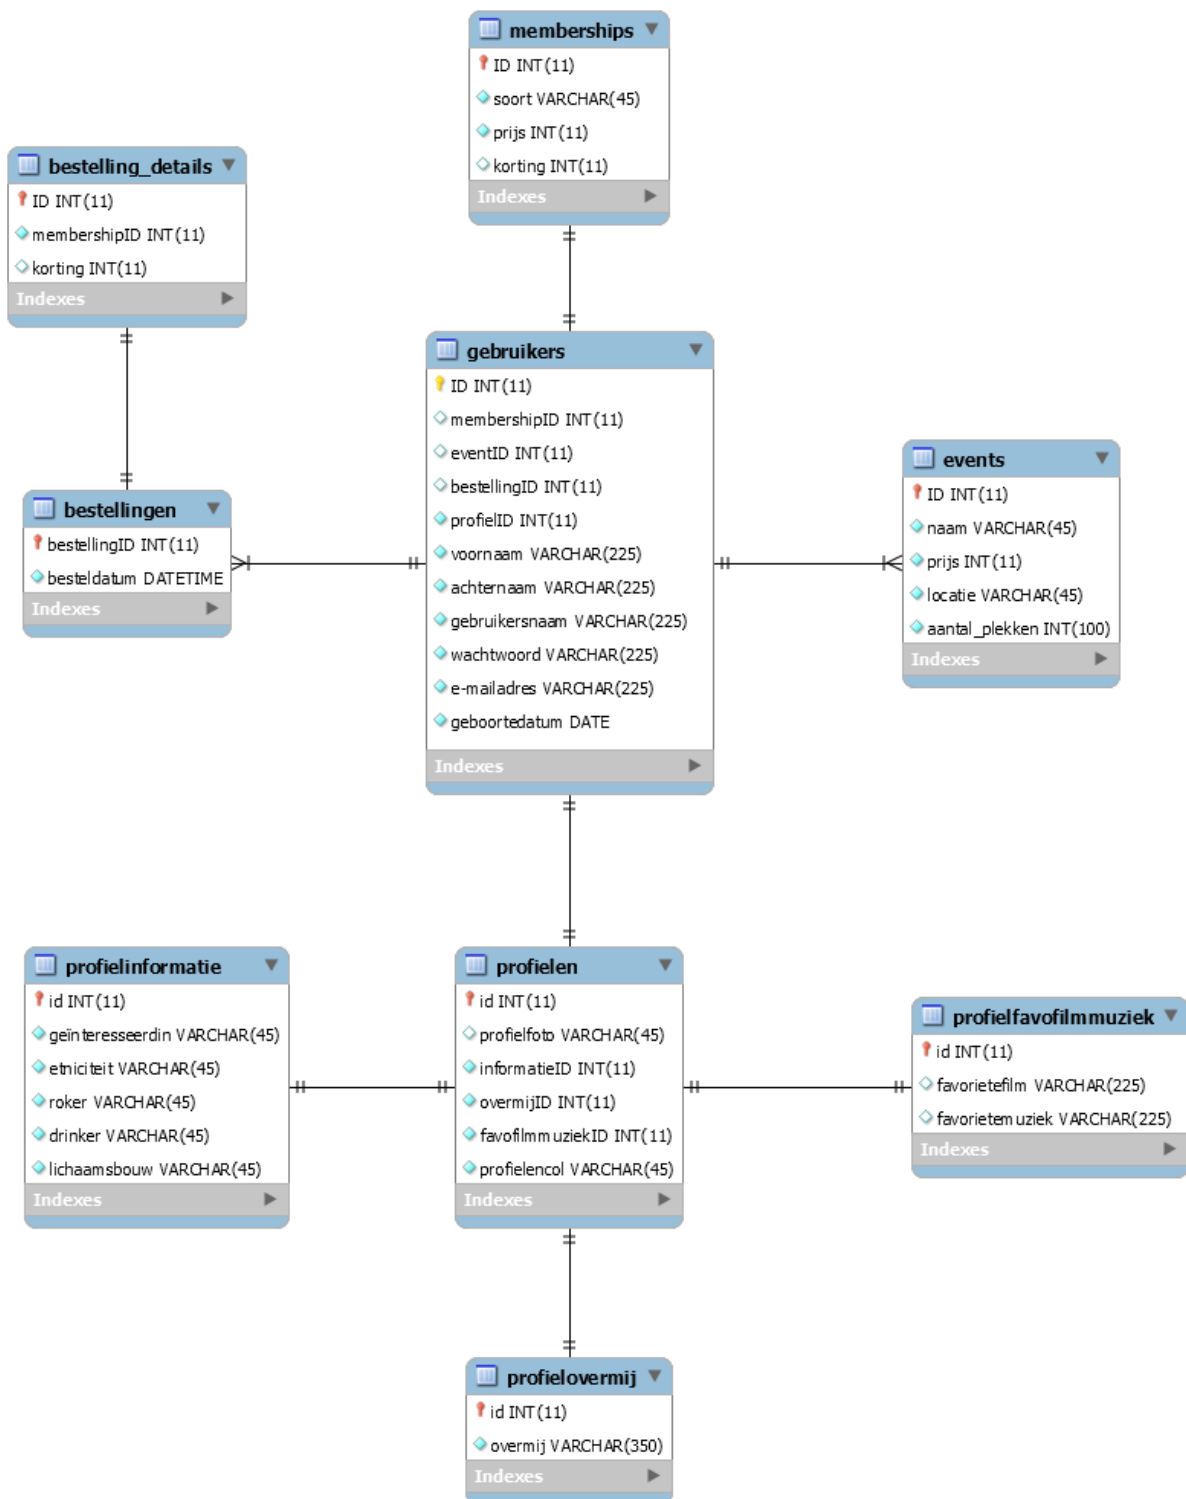 memberships
ID INT(11)
soort VARCHAR(45)
prijs INT(11)
korting INT(11)
Indexes
bestelling_details
ID INT(11)
membershipID INT(11)
korting INT(11)
Indexes
gebruikers
ID INT(11)
membershipID INT(11)
eventID INT(11)
bestellingID INT(11)
profielID INT(11)
voornaam VARCHAR(225)
achternaam VARCHAR(225)
gebruikersnaam VARCHAR(225)
wachtwoord VARCHAR(225)
e-mailadres VARCHAR(225)
geboortedatum DATE
Indexes
events
ID INT(11)
naam VARCHAR(45)
prijs INT(11)
locatie VARCHAR(45)
aantal_plekken INT(100)
Indexes
bestellingen
bestellingID INT(11)
besteldatum DATETIME
Indexes
profielinformatie
id INT(11)
geïnteresseerdin VARCHAR(45)
etniciteit VARCHAR(45)
roker VARCHAR(45)
drinker VARCHAR(45)
lichaamsbouw VARCHAR(45)
Indexes
profielen
id INT(11)
profielfoto VARCHAR(45)
informatieID INT(11)
overmijID INT(11)
favofilmmuziekID INT(11)
profielencol VARCHAR(45)
Indexes
profielfavofilmmuziek
id INT(11)
favorietefilm VARCHAR(225)
favorietemuziek VARCHAR(225)
Indexes
profielovermij
id INT(11)
overmij VARCHAR(350)
Indexes